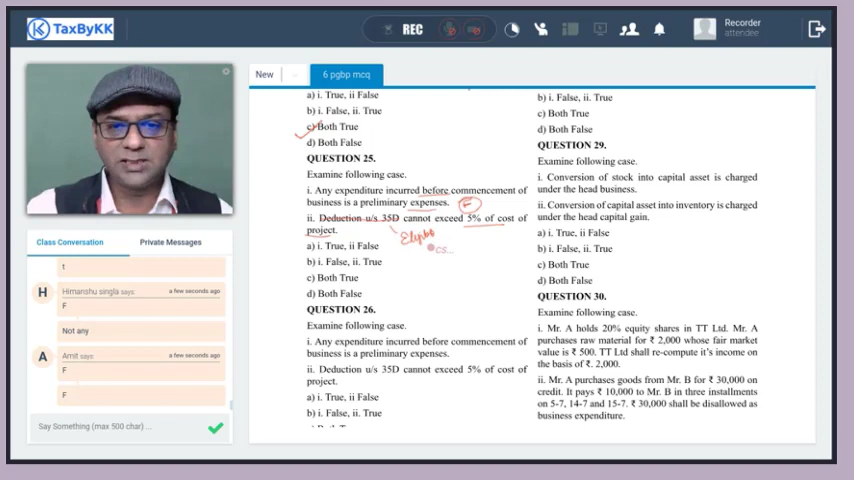 TaxByKK
REC
Recorder
attendee
New
6 pgbp mcq
Class Conversation
Private Messages
t
H
Himanshu singla says:
a few seconds ago
F
Not any
A
Amit says:
a few seconds ago
F
F
Say Something (max 500 char) ...
a) i. True, ii False
b) i. False, ii. True
c) Both True
d) Both False
QUESTION 25.
Examine following case.
i. Any expenditure incurred before commencement of
business is a preliminary expenses.
F
ii. Deduction u/s 35D cannot exceed 5% of cost of
project.
a) i. True, ii False
b) i. False, ii. True
c) Both True
d) Both False
QUESTION 26.
Examine following case.
i. Any expenditure incurred before commencement of
business is a preliminary expenses.
ii. Deduction u/s 35D cannot exceed 5% of cost of
project.
a) i. True, ii False
b) i. False, ii. True
b) i. False, ii. True
c) Both True
d) Both False
QUESTION 29.
Examine following case.
i. Conversion of stock into capital asset is charged
under the head business.
ii. Conversion of capital asset into inventory is charged
under the head capital gain.
a) i. True, ii False
b) i. False, ii. True
c) Both True
d) Both False
QUESTION 30.
Examine following case.
i. Mr. A holds 20% equity shares in TT Ltd. Mr. A
purchases raw material for ₹ 2,000 whose fair market
value is ₹ 500. TT Ltd shall re-compute it's income on
the basis of ₹. 2,000.
ii. Mr. A purchases goods from Mr. B for ₹ 30,000 on
credit. It pays ₹ 10,000 to Mr. B in three installments
on 5-7, 14-7 and 15-7. ₹ 30,000 shall be disallowed as
business expenditure.